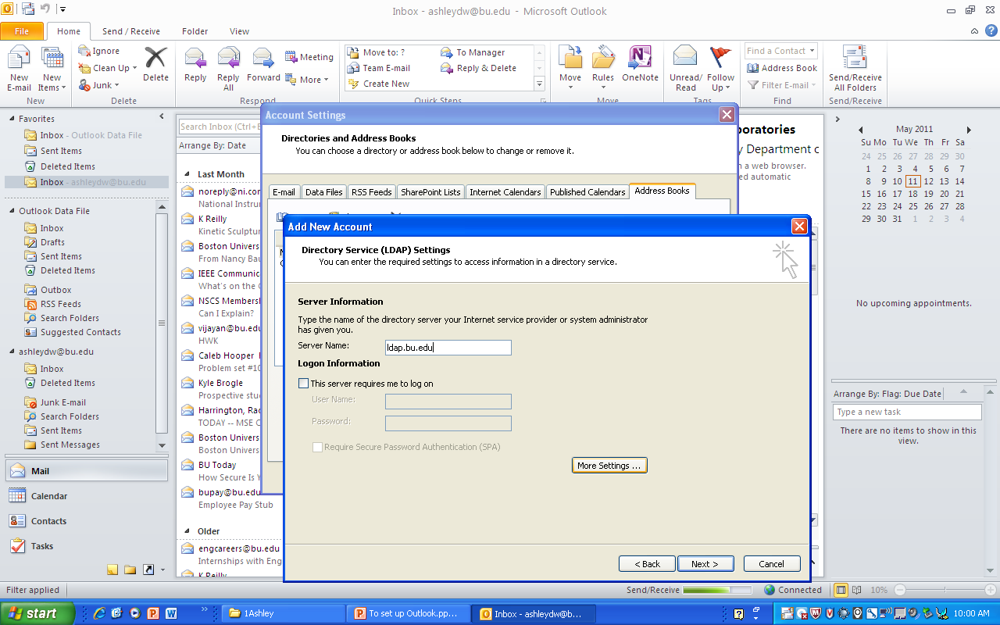 Inbox - ashleydw@bu.edu - Microsoft Outlook
File Home Send / Receive Folder View
New E-mail
New Items
New
Ignore
Clean Up
Junk
Delete
Delete
Reply
Reply All
Forward
Meeting
More
Respond
Move to: ?
Team E-mail
Create New
To Manager
Reply & Delete
Quick Steps
Move
Rules
OneNote
Move
Unread/ Read
Follow Up
Tags
Find a Contact
Address Book
Filter E-mail
Find
Send/Receive All Folders
Send/Receive
Favorites
Inbox - Outlook Data File
Sent Items
Deleted Items
Inbox - ashleydw@bu.edu
Outlook Data File
Inbox
Drafts
Sent Items
Deleted Items
Outbox
RSS Feeds
Search Folders
Suggested Contacts
ashleydw@bu.edu
Inbox
Deleted Items
Junk E-mail
Search Folders
Sent Items
Sent Messages
Mail
Calendar
Contacts
Tasks
Search Inbox (Ctrl+E
Arrange By: Date
Last Month
noreply@ni.com
National Instrum
K Reilly
Kinetic Sculptur
Boston Univers
From Nancy Bau
IEEE Communic
What's on the
NSCS Members
Can I Explain?
vijayan@bu.edu
HWK
Caleb Hooper
Problem set #10
Kyle Brogle
Prospective stud
Harrington, Rac
TODAY -- MSE C
Boston Univers
Boston Univers
BU Today
How Secure Is Y
bupay@bu.edu
Employee Pay Stub
Older
engcareers@bu.edu
Internships with Eng
K Reilly
Account Settings
Directories and Address Books
You can choose a directory or address book below to change or remove it.
E-mail Data Files RSS Feeds SharePoint Lists Internet Calendars Published Calendars Address Books
Add New Account
Directory Service (LDAP) Settings
You can enter the required settings to access information in a directory service.
Server Information
Type the name of the directory server your Internet service provider or system administrator
has given you.
Server Name: ldap.bu.edu
Logon Information
This server requires me to log on
User Name:
Password:
Require Secure Password Authentication (SPA)
More Settings ...
< Back Next > Cancel
boratories
y Department c
n a web browser.
ed automatic
May 2011
Su Mo Tu We Th Fr Sa
24 25 26 27 28 29 30
1 2 3 4 5 6 7
8 9 10 11 12 13 14
15 16 17 18 19 20 21
22 23 24 25 26 27 28
29 30 31 1 2 3 4
No upcoming appointments.
Arrange By: Flag: Due Date
Type a new task
There are no items to show in this
view.
Filter applied Send/Receive Connected 10%
start 1Ashley To set up Outlook.pp... Inbox - ashleydw@b... 10:00 AM